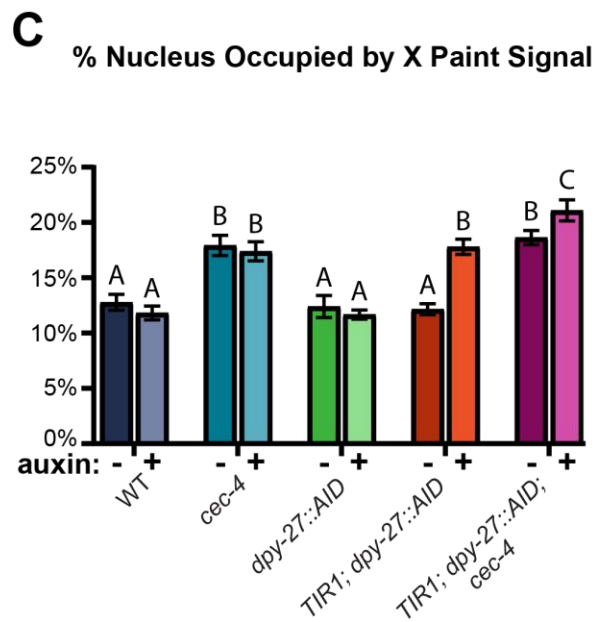 C
% Nucleus Occupied by X Paint Signal
25%
20%
15%
10%
5%
0%
A A B B A A A B B C
auxin: - + - + - + - + - +
WT
cec-4
dpy-27::AID
TIR1; dpy-27::AID
TIR1; dpy-27::AID;
cec-4